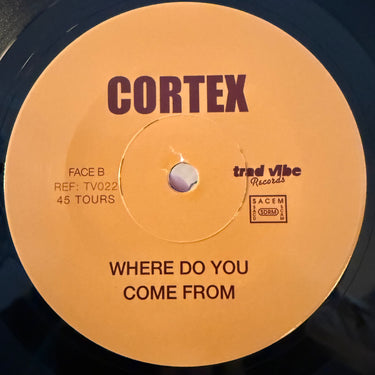 CORTEX
FACE B
REF: TV022
45 TOURS
trad vibe
Records
SACEM
SDRM
WHERE DO YOU
COME FROM